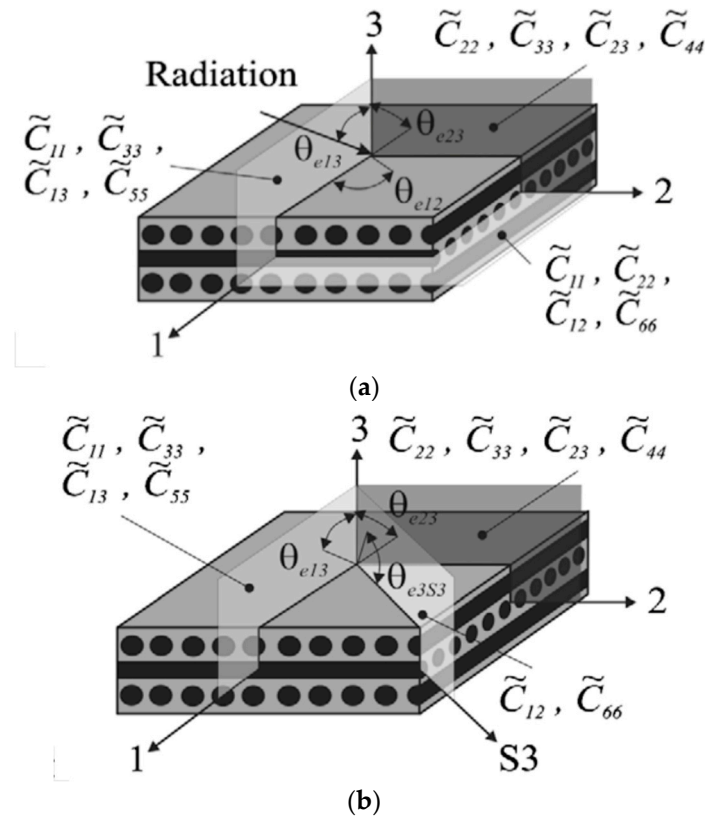 3
C̃22 , C̃33 , C̃23 , C̃44
Radiation
θe23
C̃11 , C̃33 ,
C̃13 , C̃55
θe13
θe12
2
C̃11 , C̃22 ,
C̃12 , C̃66
1
(a)
C̃11 , C̃33 ,
C̃13 , C̃55
3
C̃22 , C̃33 , C̃23 , C̃44
θe23
θe13
θe3S3
2
C̃12 , C̃66
1
S3
(b)